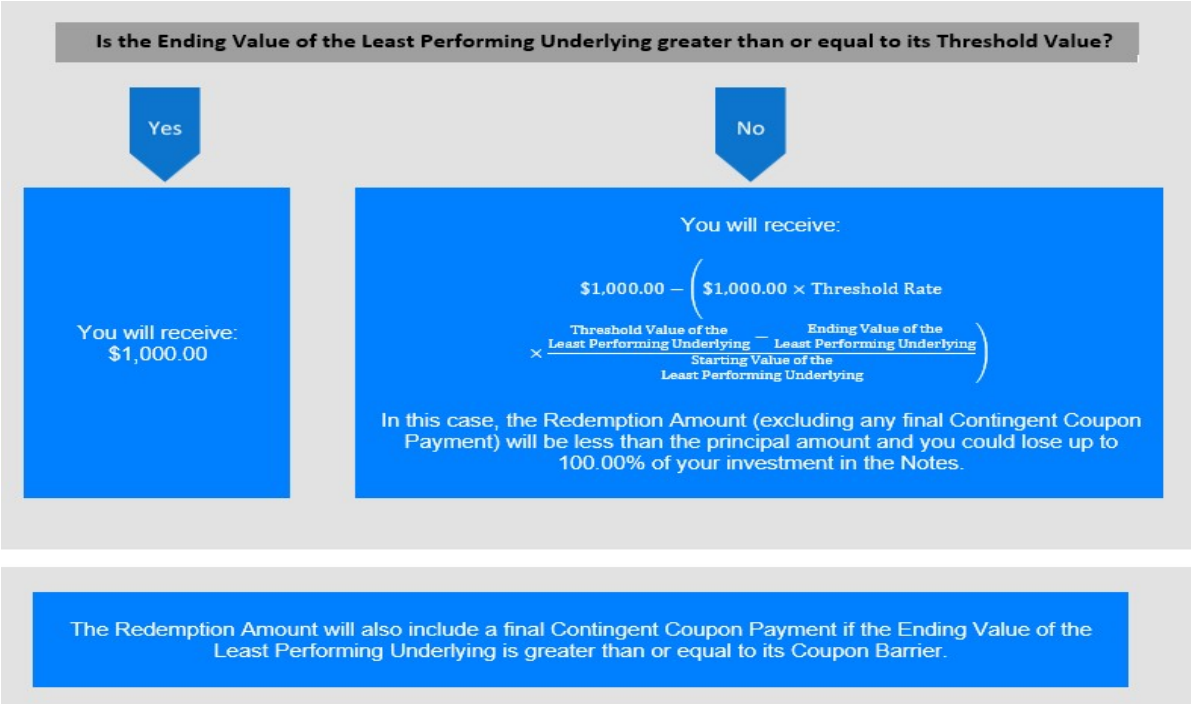 Is the Ending Value of the Least Performing Underlying greater than or equal to its Threshold Value?
Yes
No
You will receive:
$1,000.00
You will receive:
$1,000.00 − ( $1,000.00 × Threshold Rate
× Threshold Value of the
Least Performing Underlying − Ending Value of the
Least Performing Underlying
Starting Value of the
Least Performing Underlying )
In this case, the Redemption Amount (excluding any final Contingent Coupon
Payment) will be less than the principal amount and you could lose up to
100.00% of your investment in the Notes.
The Redemption Amount will also include a final Contingent Coupon Payment if the Ending Value of the
Least Performing Underlying is greater than or equal to its Coupon Barrier.